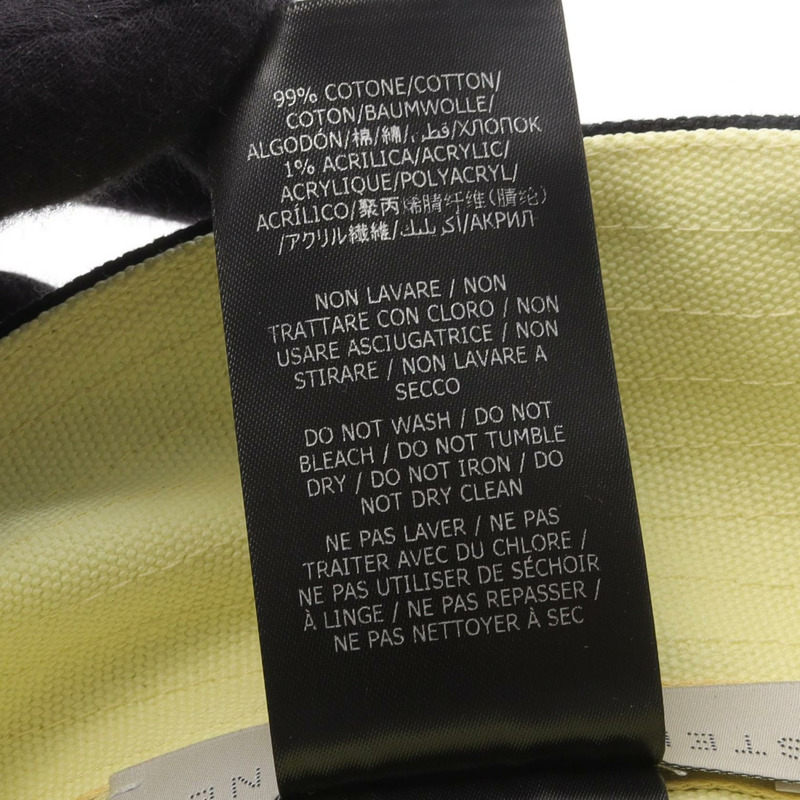 99% COTONE/COTTON/
COTON/BAUMWOLLE/
ALGODÓN/棉/綿/قطن/ХЛОПОК
1% ACRILICA/ACRYLIC/
ACRYLIQUE/POLYACRYL/
ACRÍLICO/聚丙烯腈纤维(腈纶)
/アクリル繊維/أكريليك/АКРИЛ
NON LAVARE / NON
TRATTARE CON CLORO / NON
USARE ASCIUGATRICE / NON
STIRARE / NON LAVARE A
SECCO
DO NOT WASH / DO NOT
BLEACH / DO NOT TUMBLE
DRY / DO NOT IRON / DO
NOT DRY CLEAN
NE PAS LAVER / NE PAS
TRAITER AVEC DU CHLORE /
NE PAS UTILISER DE SÉCHOIR
À LINGE / NE PAS REPASSER /
NE PAS NETTOYER À SEC